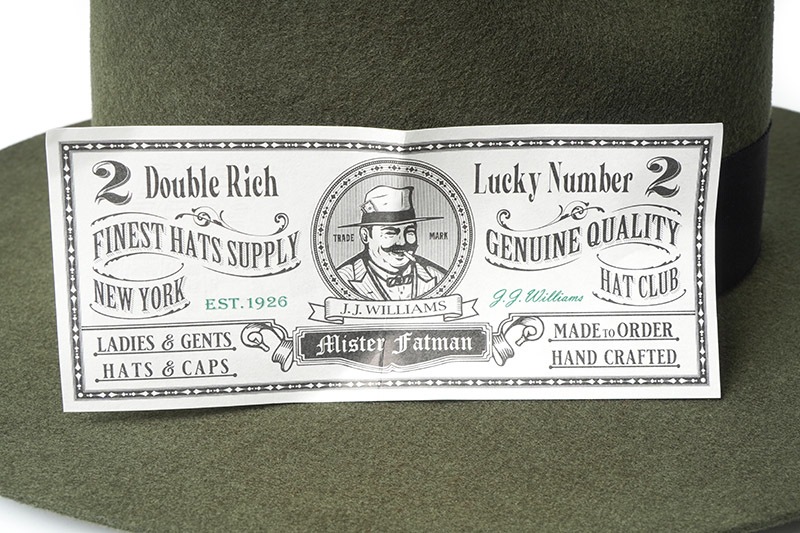 2 Double Rich
Lucky Number 2
FINEST HATS SUPPLY
GENUINE QUALITY
TRADE MARK
NEW YORK
EST.1926
J.J.WILLIAMS
J.J. Williams
HAT CLUB
LADIES & GENTS
HATS & CAPS.
Mister Fatman
MADE TO ORDER
HAND CRAFTED